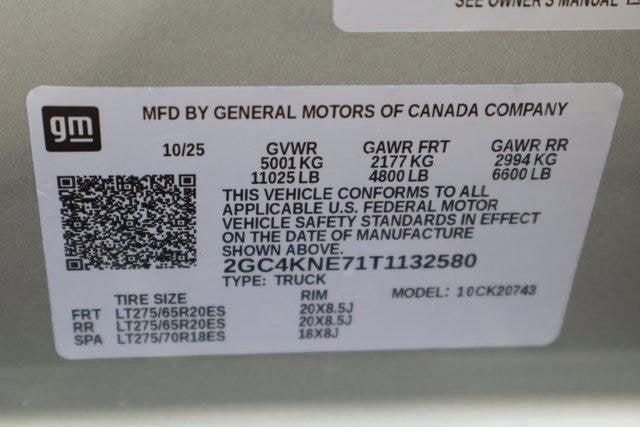 SEE OWNER'S MANUAL
gm
MFD BY GENERAL MOTORS OF CANADA COMPANY
10/25 GVWR GAWR FRT GAWR RR
5001 KG 2177 KG 2994 KG
11025 LB 4800 LB 6600 LB
THIS VEHICLE CONFORMS TO ALL
APPLICABLE U.S. FEDERAL MOTOR
VEHICLE SAFETY STANDARDS IN EFFECT
ON THE DATE OF MANUFACTURE
SHOWN ABOVE.
2GC4KNE71T1132580
TYPE: TRUCK MODEL: 10CK20743
TIRE SIZE RIM
FRT LT275/65R20ES 20X8.5J
RR LT275/65R20ES 20X8.5J
SPA LT275/70R18ES 18X8J